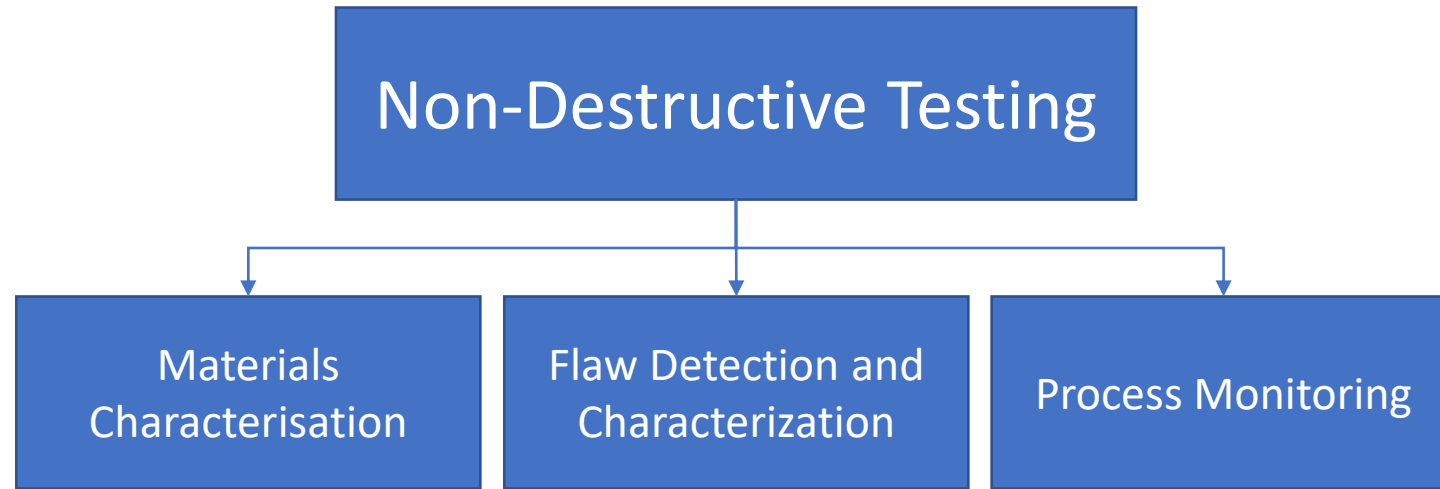 Non-Destructive Testing
Materials
Characterisation
Flaw Detection and
Characterization
Process Monitoring